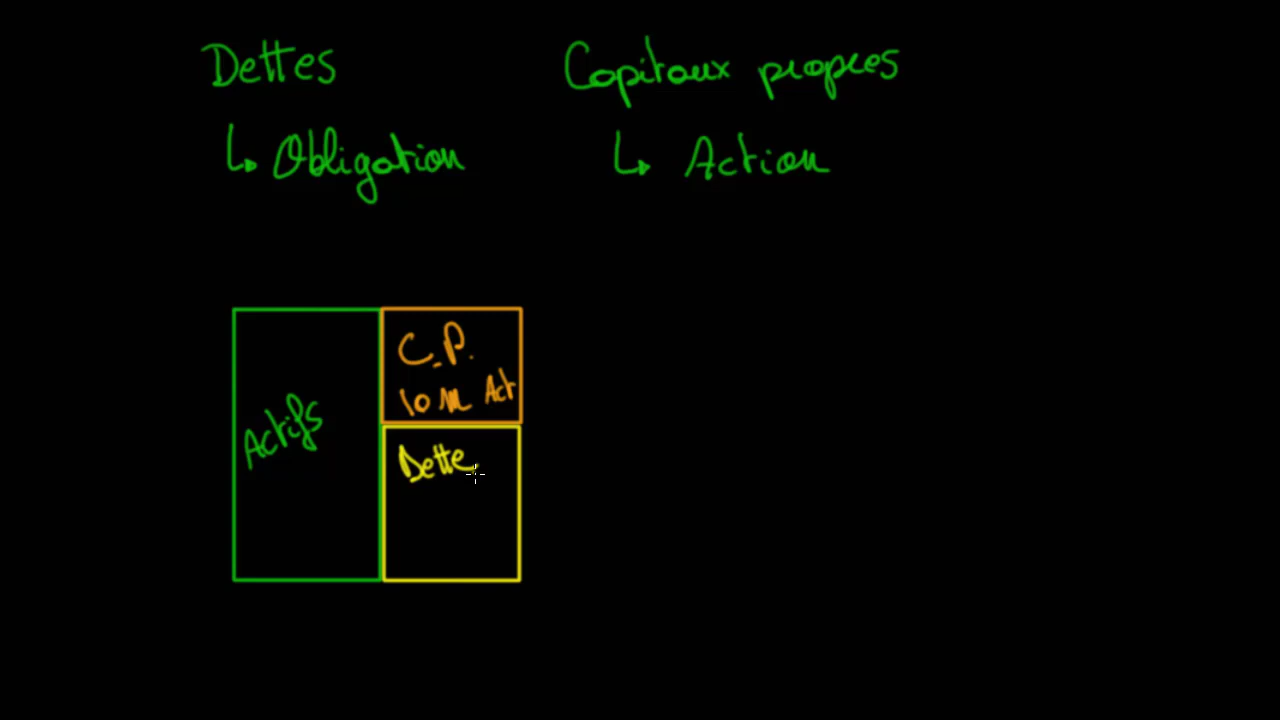 Dettes Capitaux propres
↳ Obligation ↳ Action
C.P.
10 M Act
Actifs
Dette